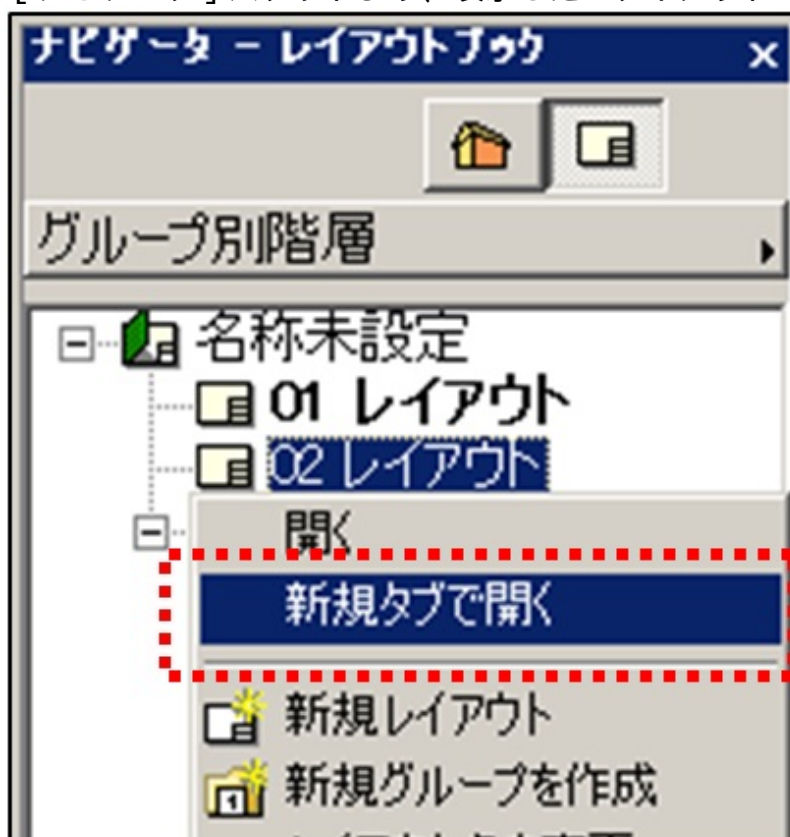 ナビゲータ - レイアウトブック
グループ別階層
名称未設定
01 レイアウト
02 レイアウト
開く
新規タブで開く
新規レイアウト
新規グループを作成